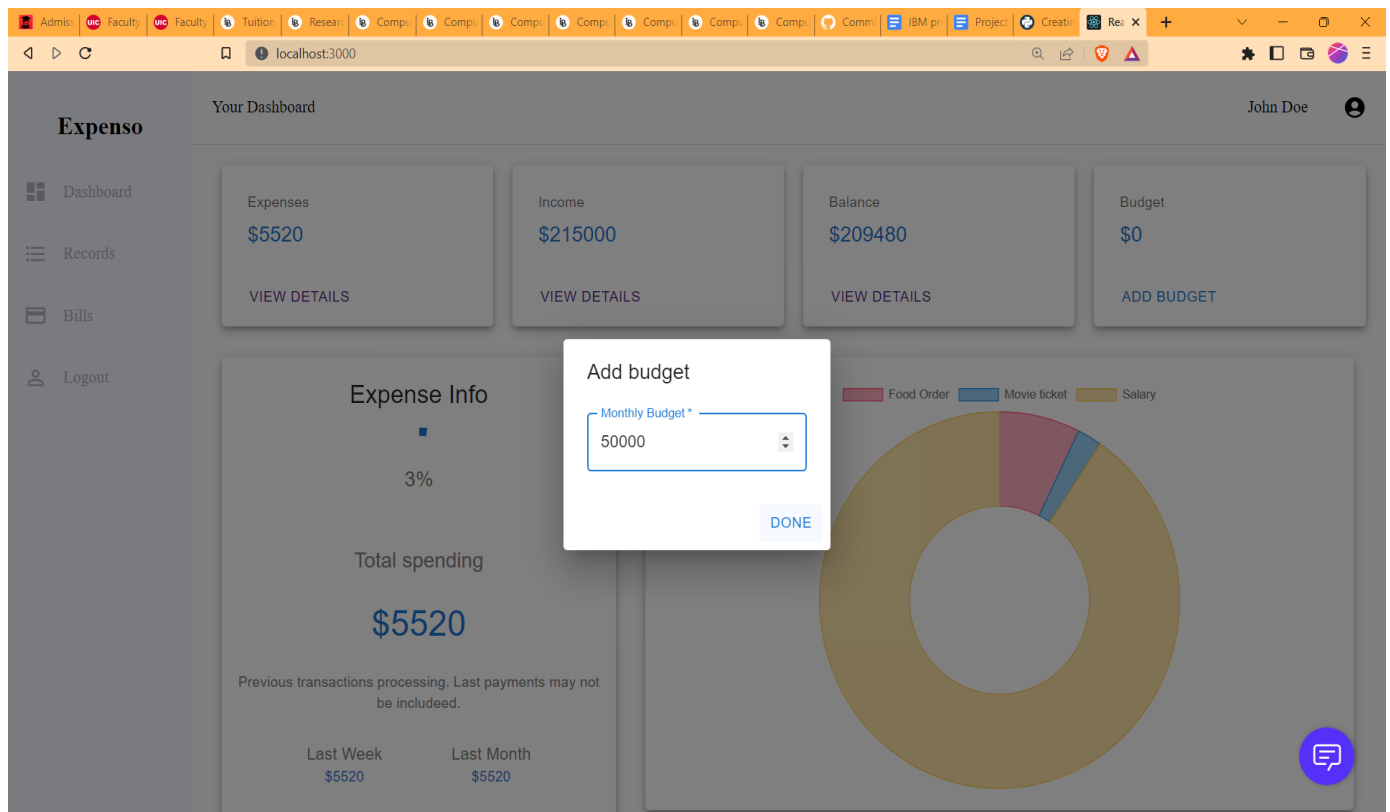 Admiss
Faculty
Faculty
Tuition
Resear
Compu
Compu
Compu
Compu
Compu
Compu
Compu
Comm
IBM pr
Project
Creatin
Rea
localhost:3000
Expenso
Your Dashboard
John Doe
Dashboard
Records
Bills
Logout
Expenses
$5520
VIEW DETAILS
Income
$215000
VIEW DETAILS
Balance
$209480
VIEW DETAILS
Budget
$0
ADD BUDGET
Add budget
Monthly Budget *
50000
DONE
Expense Info
3%
Total spending
$5520
Previous transactions processing. Last payments may not
be includeed.
Last Week
$5520
Last Month
$5520
Food Order
Movie ticket
Salary